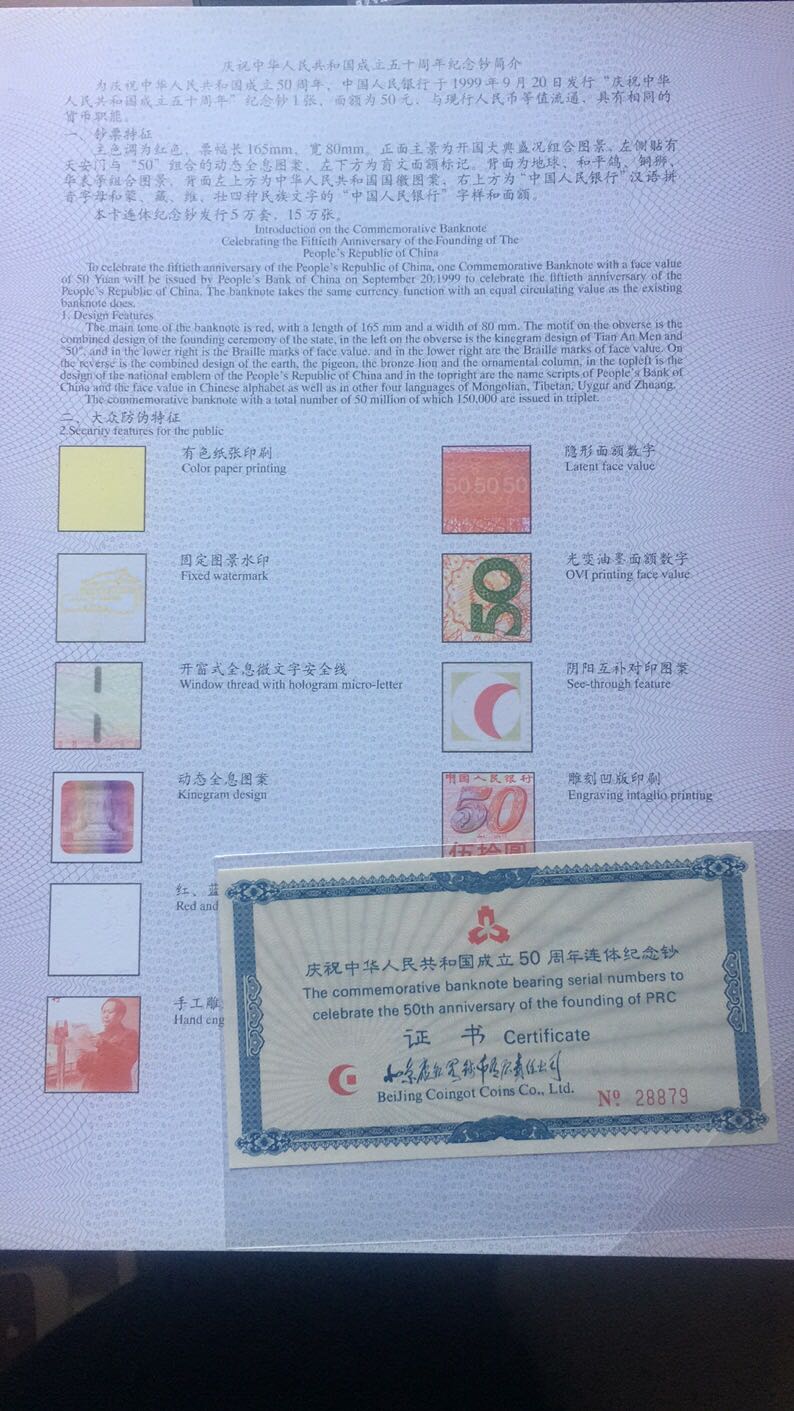 庆祝中华人民共和国成立五十周年纪念钞简介
为庆祝中华人民共和国成立50周年，中国人民银行于1999年9月20日发行“庆祝中华
人民共和国成立五十周年”纪念钞1张，面额为50元，与现行人民币等值流通，具有相同的
货币职能。
一、钞票特征
主色调为红色，票幅长165mm，宽80mm。正面主景为开国大典盛况组合图景，左侧贴有
天安门与“50”组合的动态全息图案，左下方为盲文面额标记。背面为地球、和平鸽、铜狮、
华表等组合图景，背面左上方为中华人民共和国国徽图案，右上方为“中国人民银行”汉语拼
音字母和蒙、藏、维、壮四种民族文字的“中国人民银行”字样和面额。
本卡连体纪念钞发行5万套，15万张。
Introduction on the Commemorative Banknote
Celebrating the Fiftieth Anniversary of the Founding of The
People's Republic of China
To celebrate the fiftieth anniversary of the People's Republic of China, one Commemorative Banknote with a face value
of 50 Yuan will be issued by People's Bank of China on September 20,1999 to celebrate the fiftieth anniversary of the
People's Republic of China. The banknote takes the same currency function with an equal circulating value as the existing
banknote does.
1. Design Features
The main tone of the banknote is red, with a length of 165 mm and a width of 80 mm. The motif on the obverse is the
combined design of the founding ceremony of the state, in the left on the obverse is the kinegram design of Tian An Men and
"50", and in the lower right is the Braille marks of face value. and in the lower right are the Braille marks of face value. On
the reverse is the combined design of the earth, the pigeon, the bronze lion and the ornamental column, in the topleft is the
design of the national emblem of the People's Republic of China and in the topright are the name scripts of People's Bank of
China and the face value in Chinese alphabet as well as in other four languages of Mongolian, Tibetan, Uygur and Zhuang.
The commemorative banknote with a total number of 50 million of which 150,000 are issued in triplet.
二、大众防伪特征
2.Security features for the public
有色纸张印刷
Color paper printing
隐形面额数字
Latent face value
50 50 50
固定图景水印
Fixed watermark
光变油墨面额数字
OVI printing face value
50
开窗式全息微文字安全线
Window thread with hologram micro-letter
阴阳互补对印图案
See-through feature
动态全息图案
Kinegram design
雕刻凹版印刷
Engraving intaglio printing
中国人民银行
50
伍拾圆
红、蓝
Red and
手工雕
Hand eng
庆祝中华人民共和国成立50周年连体纪念钞
The commemorative banknote bearing serial numbers to
celebrate the 50th anniversary of the founding of PRC
证 书 Certificate
BeiJing Coingot Coins Co., Ltd.
№ 28879